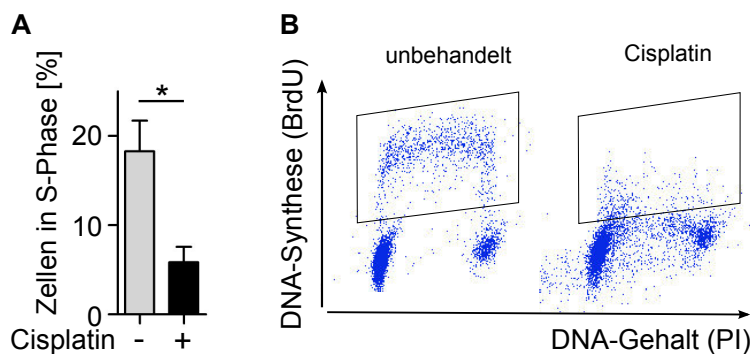 A
Zellen in S-Phase [%]
20
10
0
*
Cisplatin - +
B
unbehandelt
Cisplatin
DNA-Synthese (BrdU)
DNA-Gehalt (PI)